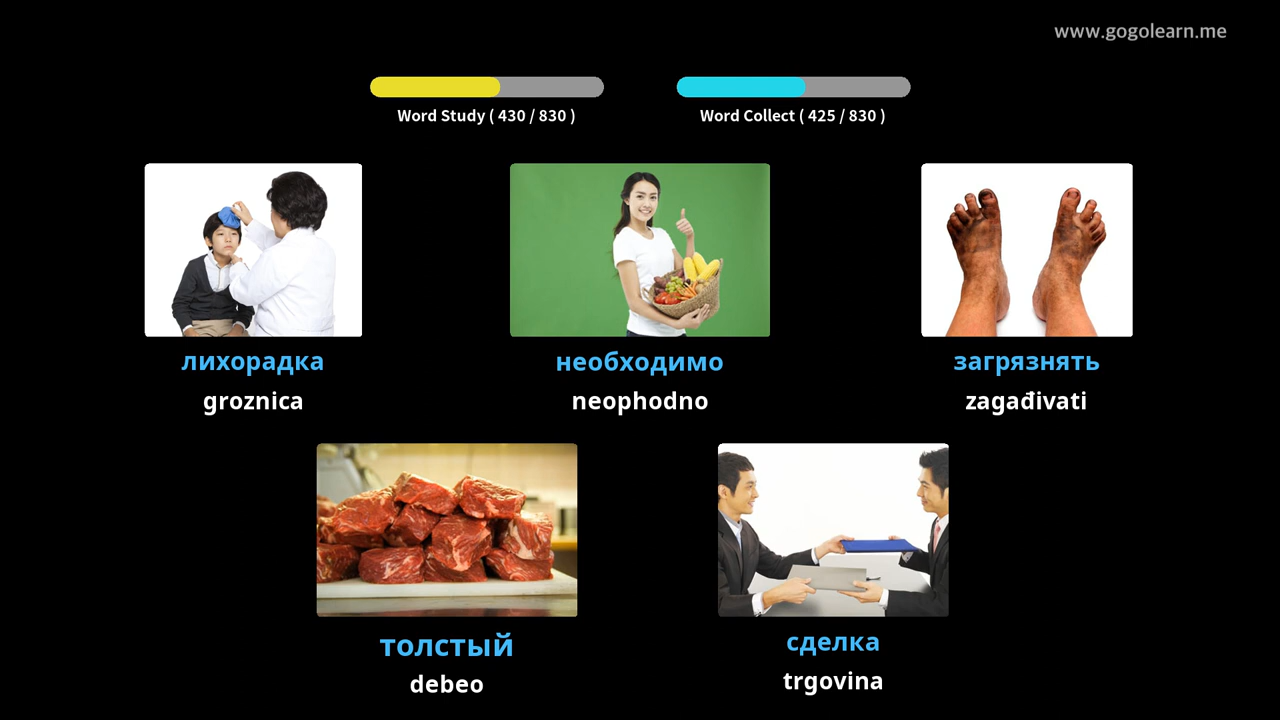 www.gogolearn.me
Word Study ( 430 / 830 )
Word Collect ( 425 / 830 )
лихорадка
groznica
необходимо
neophodno
загрязнять
zagađivati
толстый
debeo
сделка
trgovina